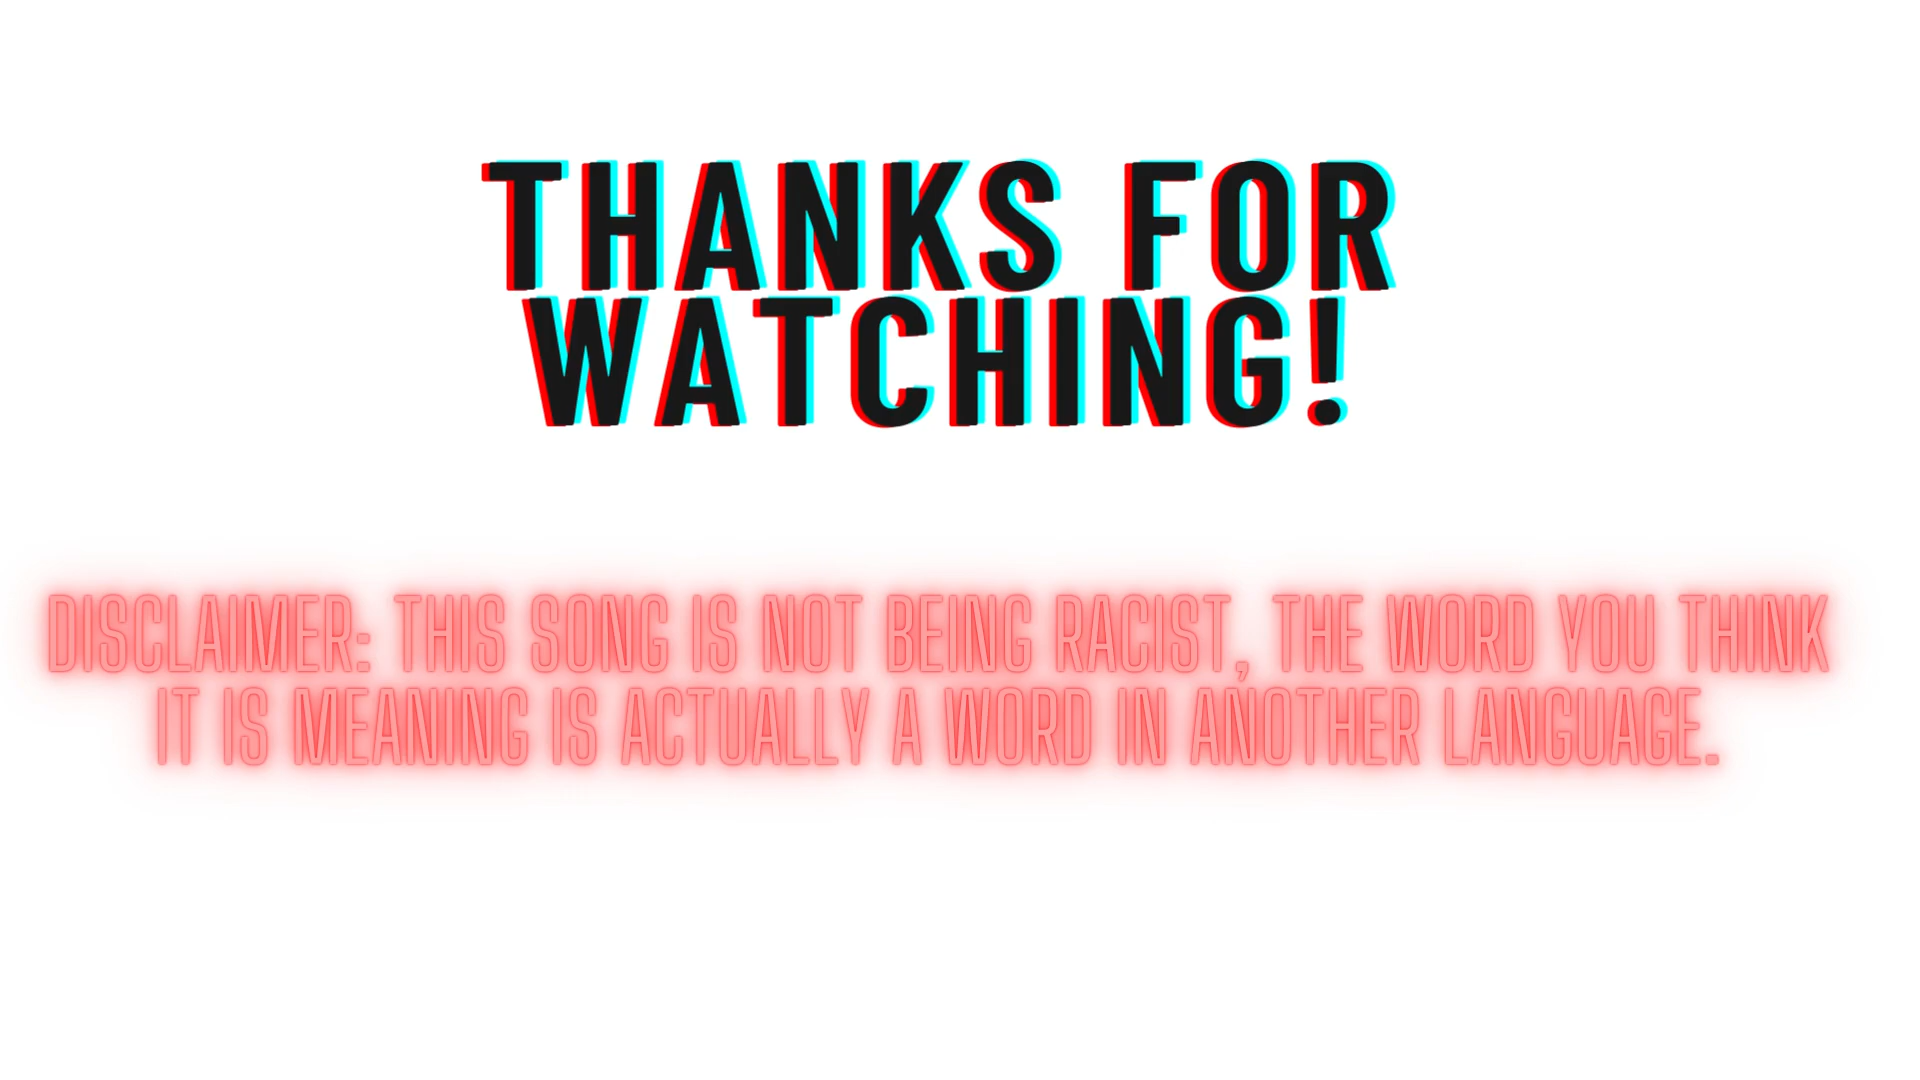 THANKS FOR
WATCHING!
DISCLAIMER: THIS SONG IS NOT BEING RACIST, THE WORD YOU THINK
IT IS MEANING IS ACTUALLY A WORD IN ANOTHER LANGUAGE.